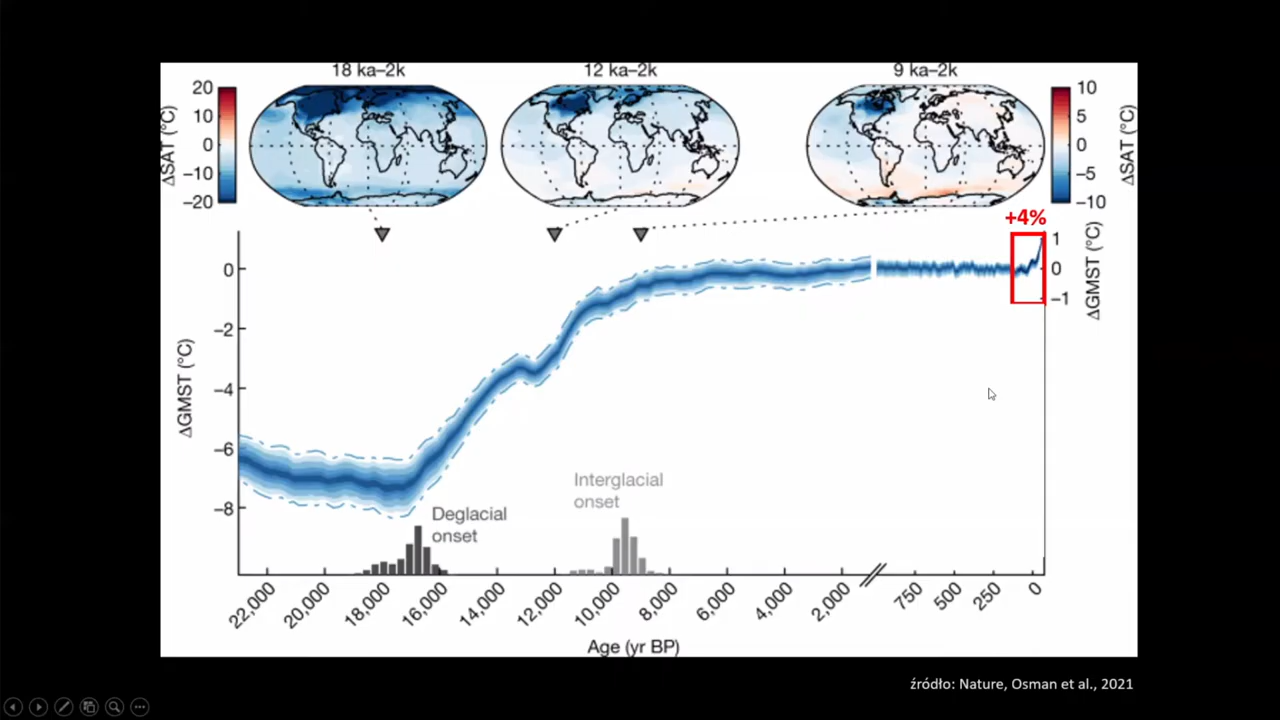 18 ka–2k
12 ka–2k
9 ka–2k
20
10
0
–10
–20
ΔSAT (°C)
10
5
0
–5
–10
ΔSAT (°C)
+4%
1
0
–1
ΔGMST (°C)
0
–2
–4
–6
–8
ΔGMST (°C)
Interglacial
onset
Deglacial
onset
22,000
20,000
18,000
16,000
14,000
12,000
10,000
8,000
6,000
4,000
2,000
750
500
250
0
Age (yr BP)
źródło: Nature, Osman et al., 2021